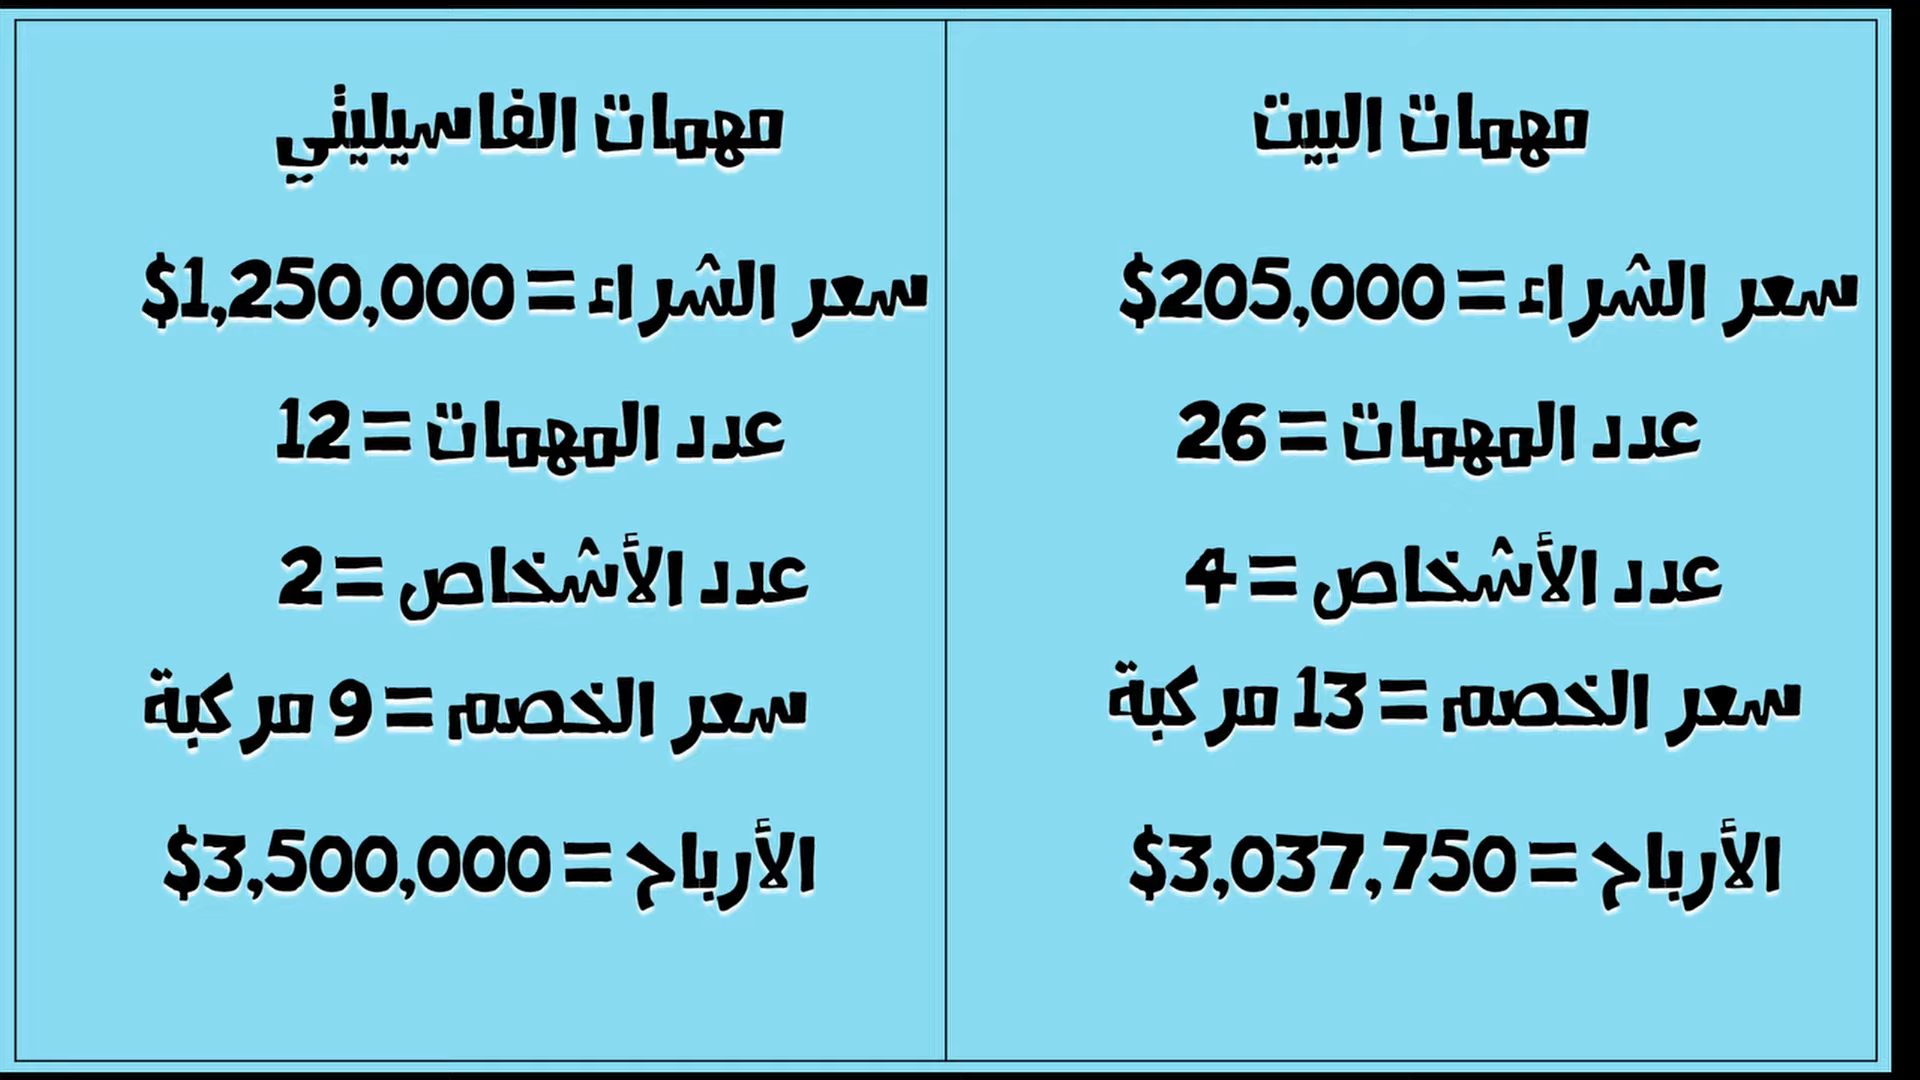 مهمات البيت
سعر الشراء = 205,000$
عدد المهمات = 26
عدد الأشخاص = 4
سعر الخصم = 13 مركبة
الأرباح = 3,037,750$
مهمات الفاسيليتي
سعر الشراء = 1,250,000$
عدد المهمات = 12
عدد الأشخاص = 2
سعر الخصم = 9 مركبة
الأرباح = 3,500,000$